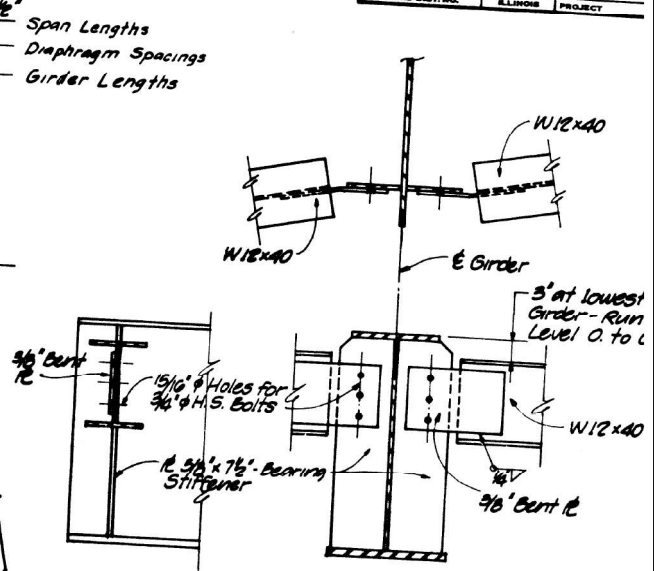 ILLINOIS PROJECT
Span Lengths
Diaphragm Spacings
Girder Lengths
W12x40
W12x40
℄ Girder
3" at lowest
Girder - Run
Level O. to
3/8" Bent
℄
15/16" φ Holes for
3/4" φ H.S. Bolts
W12x40
℄ 3/8" x 7½" - Bearing
Stiffener
1/4
3/8" Bent ℄